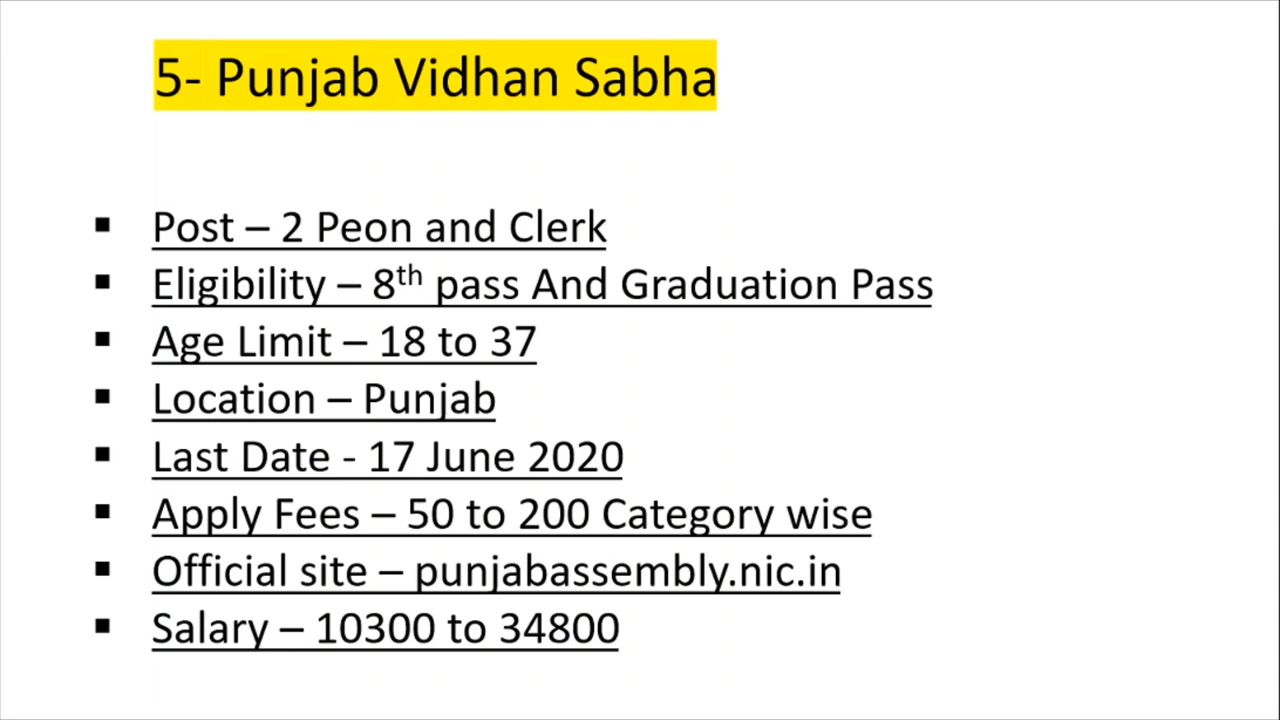 5- Punjab Vidhan Sabha
▪ Post – 2 Peon and Clerk
▪ Eligibility – 8th pass And Graduation Pass
▪ Age Limit – 18 to 37
▪ Location – Punjab
▪ Last Date - 17 June 2020
▪ Apply Fees – 50 to 200 Category wise
▪ Official site – punjabassembly.nic.in
▪ Salary – 10300 to 34800